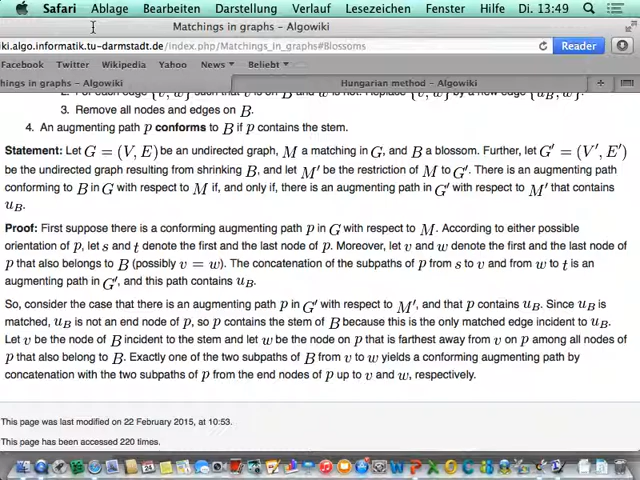 Safari Ablage Bearbeiten Darstellung Verlauf Lesezeichen Fenster Hilfe Di. 13:49
Matchings in graphs – Algowiki
iki.algo.informatik.tu-darmstadt.de/index.php/Matchings_in_graphs#Blossoms Reader
Facebook Twitter Wikipedia Yahoo News Beliebt
hings in graphs – Algowiki Hungarian method – Algowiki
3. Remove all nodes and edges on B.
4. An augmenting path p conforms to B if p contains the stem.
Statement: Let G = (V, E) be an undirected graph, M a matching in G, and B a blossom. Further, let G′ = (V′, E′)
be the undirected graph resulting from shrinking B, and let M′ be the restriction of M to G′. There is an augmenting path
conforming to B in G with respect to M if, and only if, there is an augmenting path in G′ with respect to M′ that contains
u_B.
Proof: First suppose there is a conforming augmenting path p in G with respect to M. According to either possible
orientation of p, let s and t denote the first and the last node of p. Moreover, let v and w denote the first and the last node of
p that also belongs to B (possibly v = w). The concatenation of the subpaths of p from s to v and from w to t is an
augmenting path in G′, and this path contains u_B.
So, consider the case that there is an augmenting path p in G′ with respect to M′, and that p contains u_B. Since u_B is
matched, u_B is not an end node of p, so p contains the stem of B because this is the only matched edge incident to u_B.
Let v be the node of B incident to the stem and let w be the node on p that is farthest away from v on p among all nodes of
p that also belong to B. Exactly one of the two subpaths of B from v to w yields a conforming augmenting path by
concatenation with the two subpaths of p from the end nodes of p up to v and w, respectively.
This page was last modified on 22 February 2015, at 10:53.
This page has been accessed 220 times.